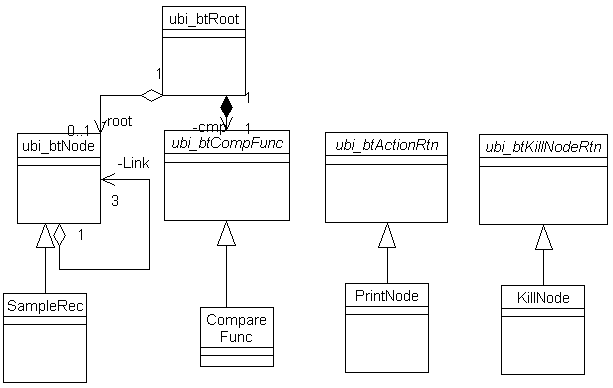 ubi_btRoot
1
1
0..1
-root
-cmp
1
ubi_btNode
ubi_btCompFunc
ubi_btActionRtn
ubi_btKillNodeRtn
-Link
3
1
SampleRec
Compare
Func
PrintNode
KillNode